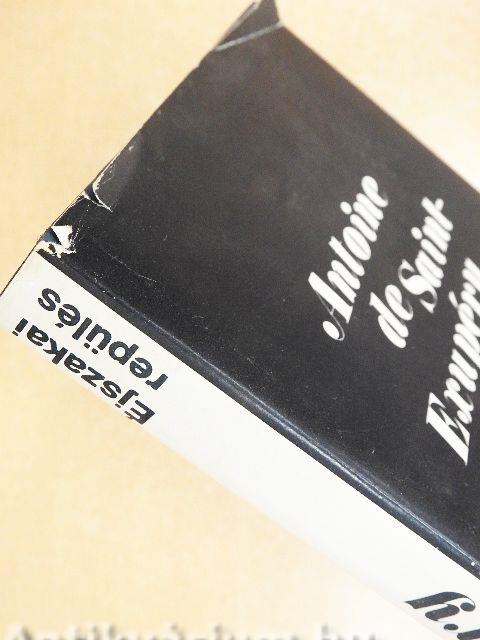 Antoine
de Saint-
Exupéry
Éjszakai
repülés